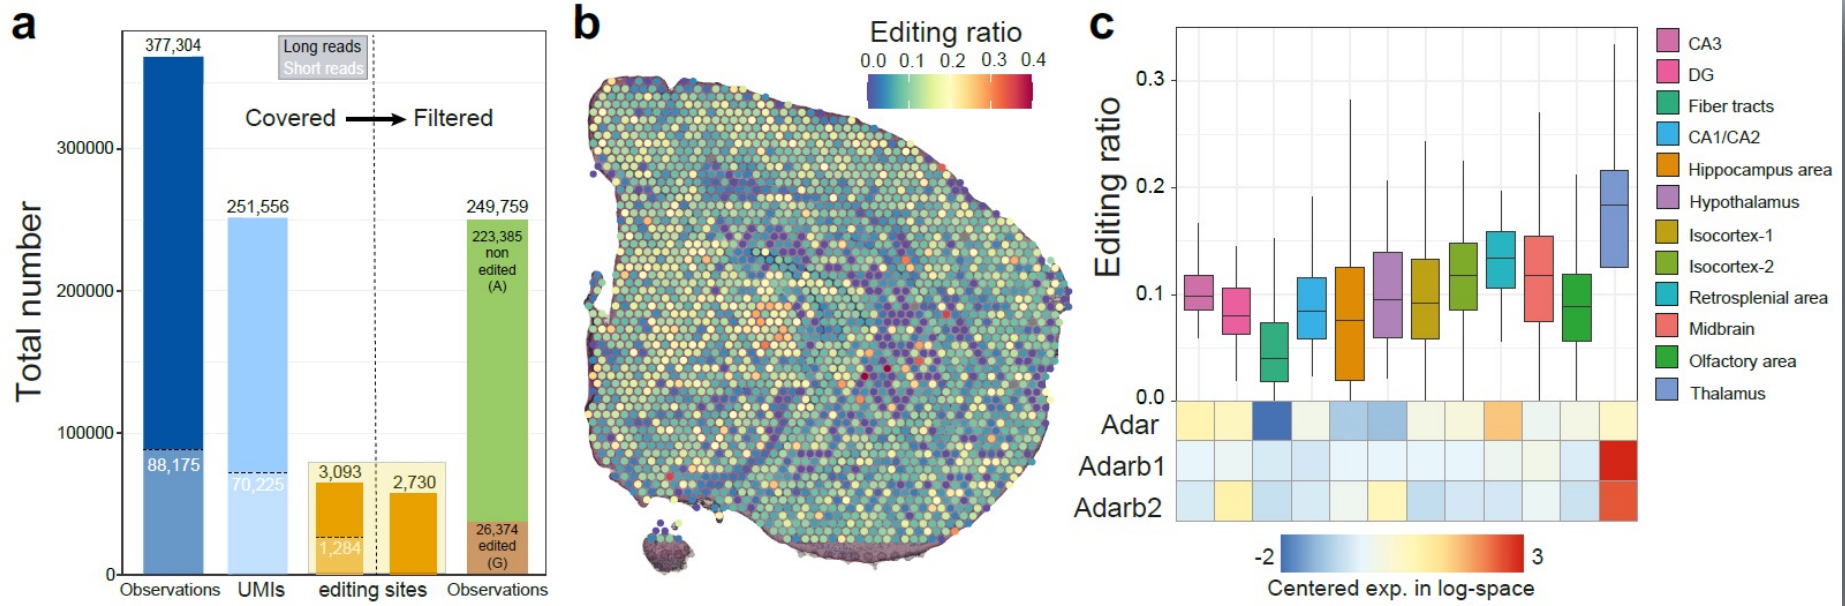 a
377,304
Long reads
Short reads
Covered
Filtered
300000
251,556
249,759
223,385
non
edited
(A)
200000
Total number
100000
88,175
70,225
3,093
2,730
1,284
26,374
edited
(G)
0
Observations
UMIs
editing sites
Observations
b
Editing ratio
0.0 0.1 0.2 0.3 0.4
c
0.3
0.2
0.1
0.0
Editing ratio
CA3
DG
Fiber tracts
CA1/CA2
Hippocampus area
Hypothalamus
Isocortex-1
Isocortex-2
Retrosplenial area
Midbrain
Olfactory area
Thalamus
Adar
Adarb1
Adarb2
-2
3
Centered exp. in log-space